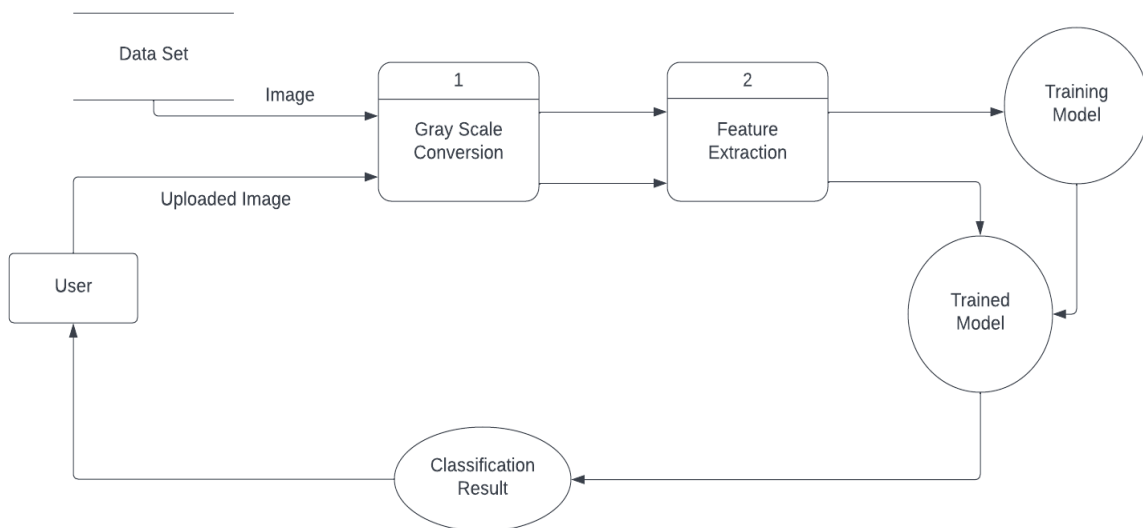 Data Set
Image
1
Gray Scale
Conversion
2
Feature
Extraction
Training
Model
Uploaded Image
User
Trained
Model
Classification
Result